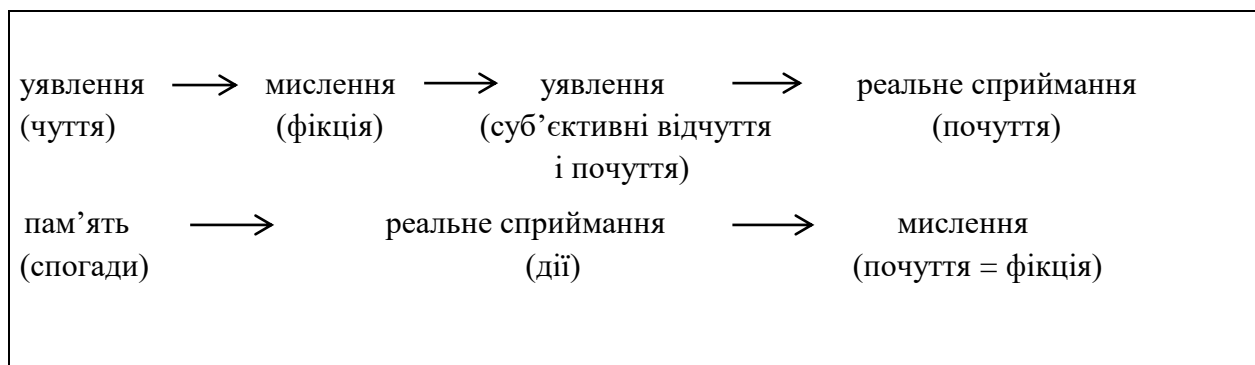 уявлення → мислення → уявлення → реальне сприймання
(чуття) (фікція) (суб’єктивні відчуття (почуття)
і почуття)
пам’ять → реальне сприймання → мислення
(спогади) (дії) (почуття = фікція)